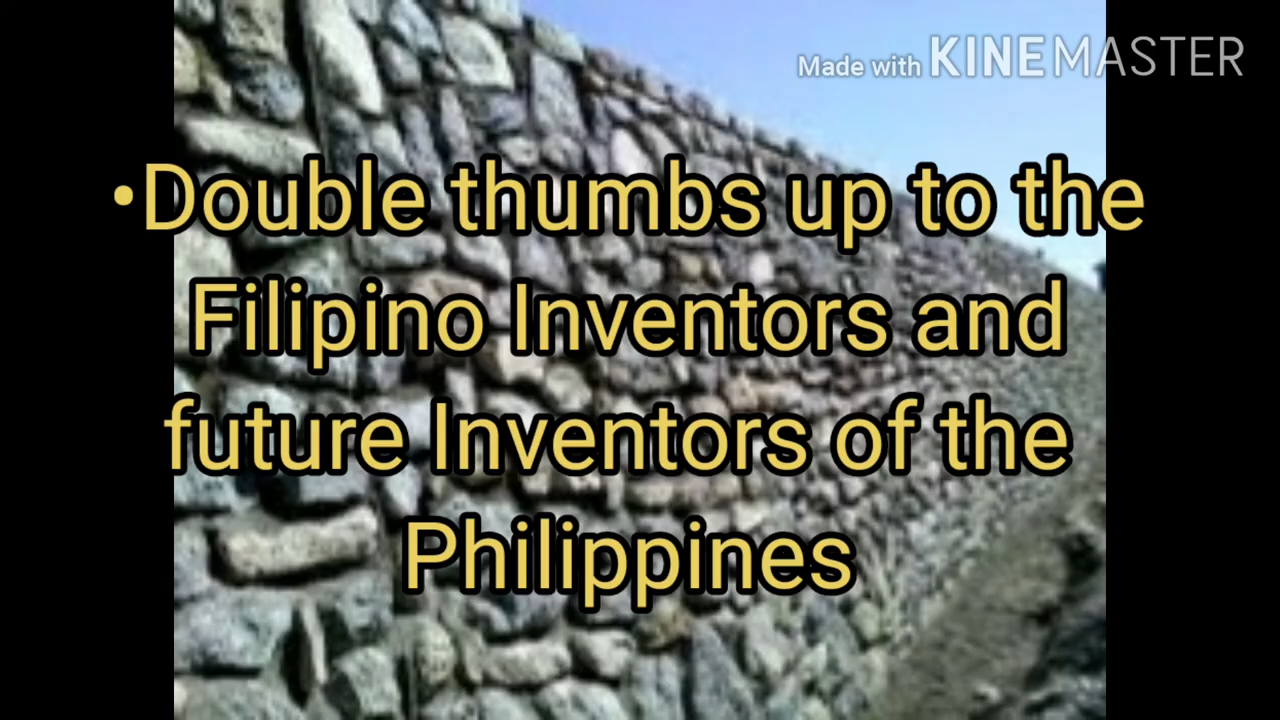 Made with KINEMASTER
•Double thumbs up to the
Filipino Inventors and
future Inventors of the
Philippines